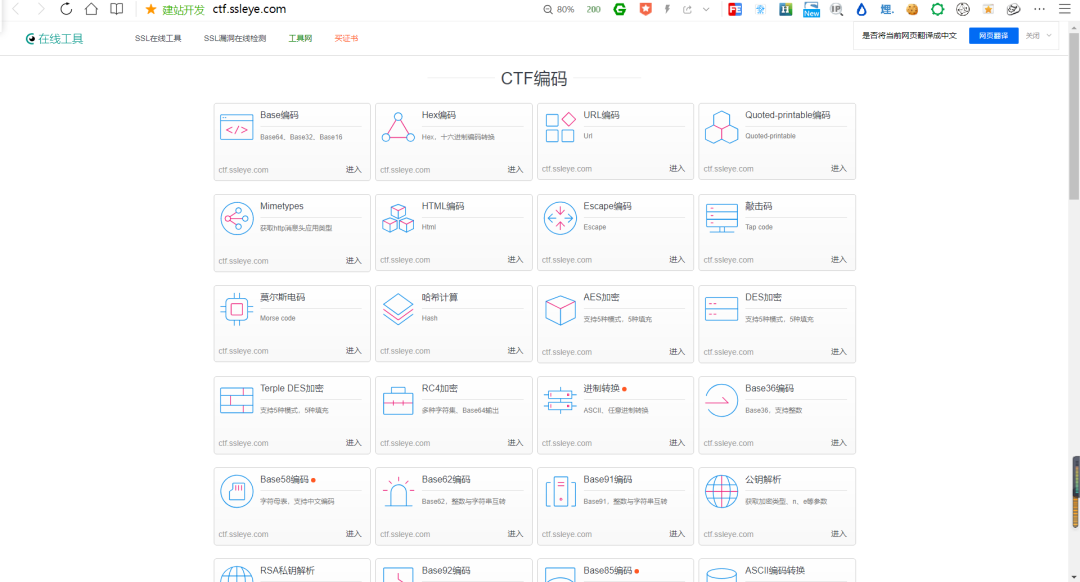 建站开发 ctf.ssleye.com 80% 200 FE H IP 埋.
New
在线工具 SSL在线工具 SSL漏洞在线检测 工具网 买证书 是否将当前网页翻译成中文 网页翻译 关闭
CTF编码
Base编码 Hex编码 URL编码 Quoted-printable编码
Base64、Base32、Base16 Hex、十六进制编码转换 Url Quoted-printable
ctf.ssleye.com 进入 ctf.ssleye.com 进入 ctf.ssleye.com 进入 ctf.ssleye.com 进入
Mimetypes HTML编码 Escape编码 敲击码
获取http消息头应用类型 Html Escape Tap code
ctf.ssleye.com 进入 ctf.ssleye.com 进入 ctf.ssleye.com 进入 ctf.ssleye.com 进入
莫尔斯电码 哈希计算 AES加密 DES加密
Morse code Hash 支持5种模式、5种填充 支持5种模式、5种填充
ctf.ssleye.com 进入 ctf.ssleye.com 进入 ctf.ssleye.com 进入 ctf.ssleye.com 进入
Terple DES加密 RC4加密 进制转换 Base36编码
支持5种模式、5种填充 多种字符集、Base64输出 ASCII、任意进制转换 Base36、支持整数
ctf.ssleye.com 进入 ctf.ssleye.com 进入 ctf.ssleye.com 进入 ctf.ssleye.com 进入
Base58编码 Base62编码 Base91编码 公钥解析
字符母表、支持中文编码 Base62、整数与字符串互转 Base91、整数与字符串互转 获取加密类型、n、e等参数
ctf.ssleye.com 进入 ctf.ssleye.com 进入 ctf.ssleye.com 进入 ctf.ssleye.com 进入
RSA私钥解析 Base92编码 Base85编码 ASCII编码转换